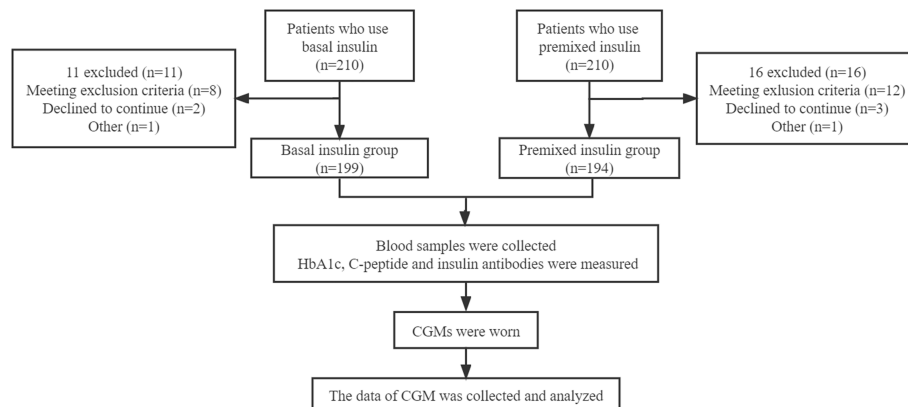 Patients who use
basal insulin
(n=210)
Patients who use
premixed insulin
(n=210)
11 excluded (n=11)
Meeting exclusion criteria (n=8)
Declined to continue (n=2)
Other (n=1)
16 excluded (n=16)
Meeting exlusion criteria (n=12)
Declined to continue (n=3)
Other (n=1)
Basal insulin group
(n=199)
Premixed insulin group
(n=194)
Blood samples were collected
HbA1c, C-peptide and insulin antibodies were measured
CGMs were worn
The data of CGM was collected and analyzed